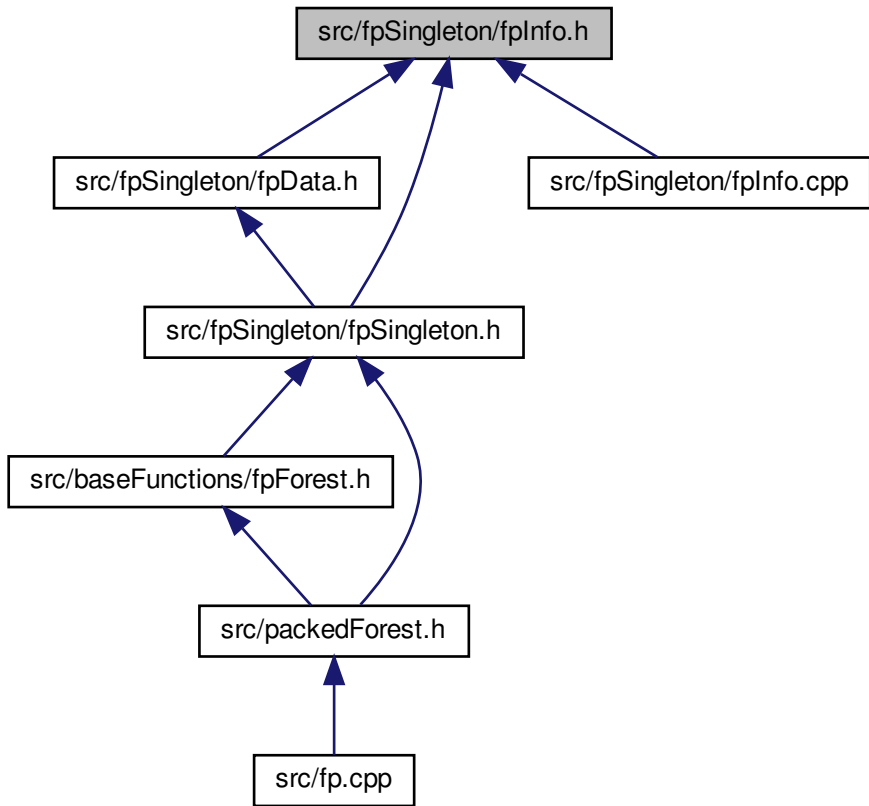 src/fpSingleton/fpInfo.h
src/fpSingleton/fpData.h
src/fpSingleton/fpInfo.cpp
src/fpSingleton/fpSingleton.h
src/baseFunctions/fpForest.h
src/packedForest.h
src/fp.cpp